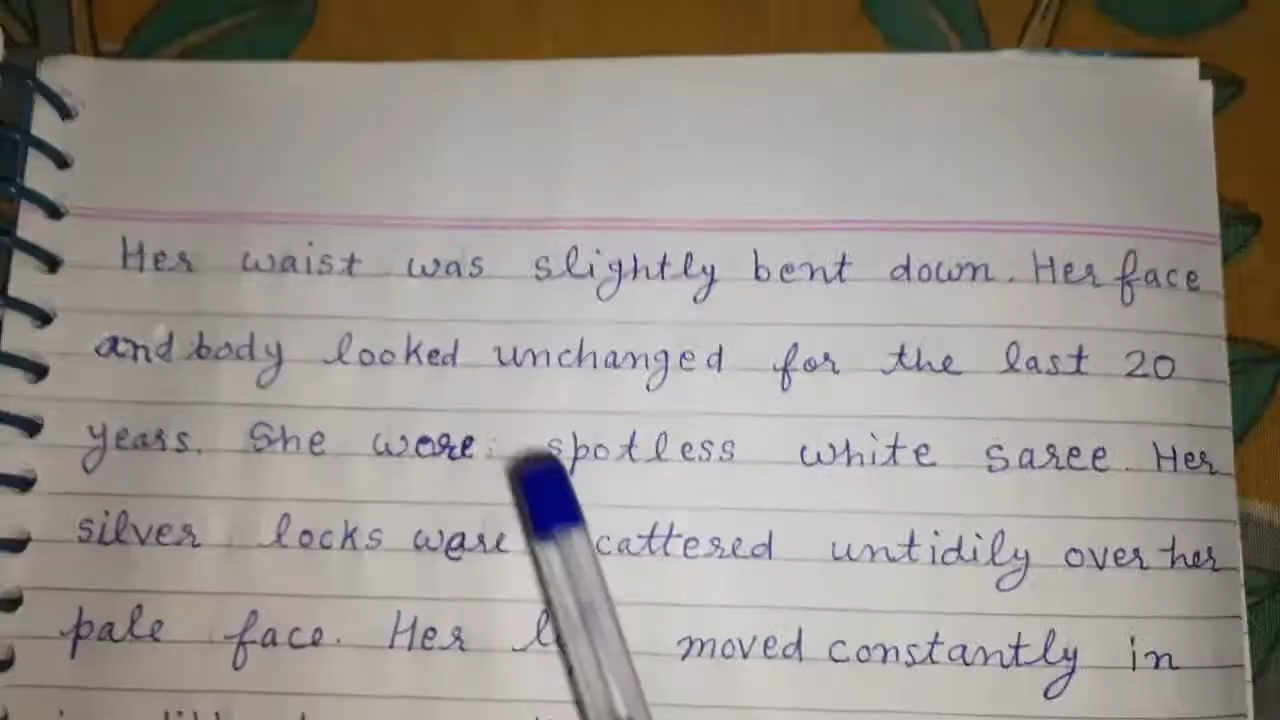 Her waist was slightly bent down. Her face
and body looked unchanged for the last 20
years. She wore spotless white saree. Her
silver locks ware cattered untidily over her
pale face. Her moved constantly in